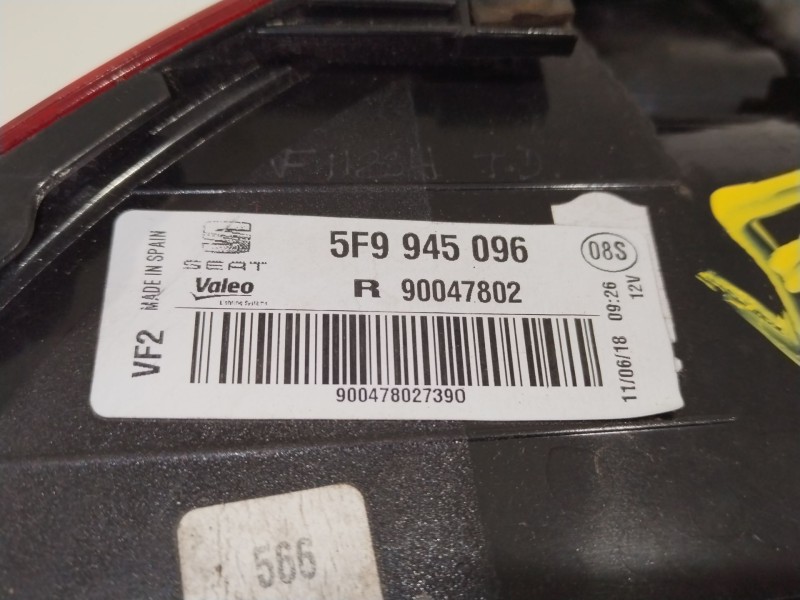 MADE IN SPAIN
VF2
SEAT
Valeo
5F9 945 096
08S
R 90047802
900478027390
11/06/18 09:26
12V
566